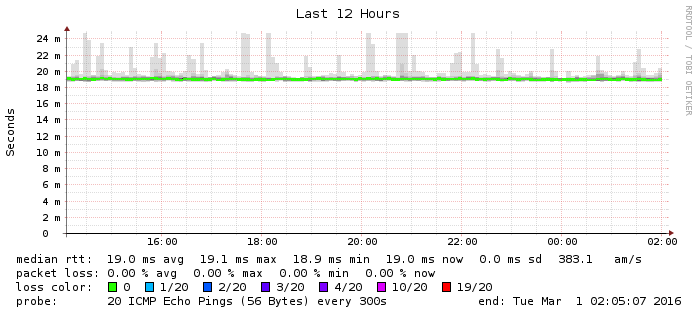 Last 12 Hours
RRDTOOL / TOBI OETIKER
Seconds
24 m
22 m
20 m
18 m
16 m
14 m
12 m
10 m
8 m
6 m
4 m
2 m
0
16:00 18:00 20:00 22:00 00:00 02:00
median rtt: 19.0 ms avg 19.1 ms max 18.9 ms min 19.0 ms now 0.0 ms sd 383.1 am/s
packet loss: 0.00 % avg 0.00 % max 0.00 % min 0.00 % now
loss color: 0 1/20 2/20 3/20 4/20 10/20 19/20
probe: 20 ICMP Echo Pings (56 Bytes) every 300s end: Tue Mar 1 02:05:07 2016